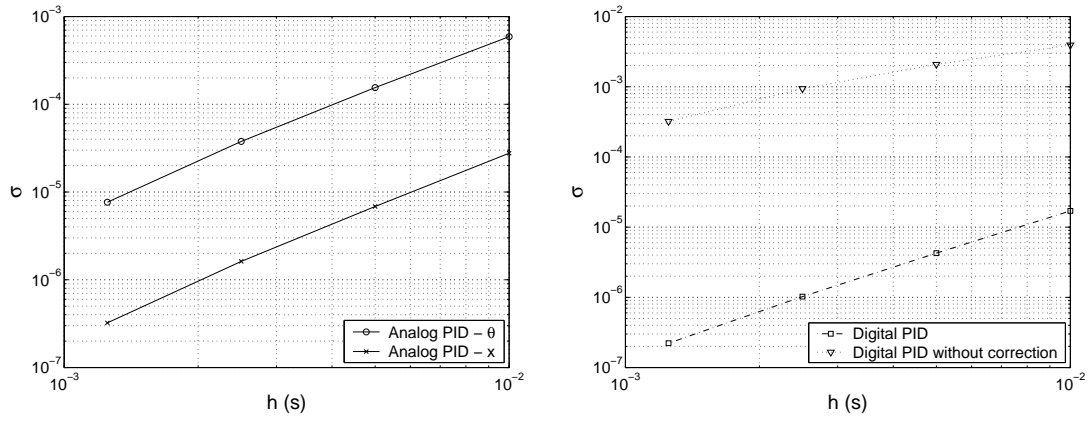 10−3
10−4
10−5
10−6
10−7
σ
10−3
10−2
h (s)
Analog PID − θ
Analog PID − x
10−2
10−3
10−4
10−5
10−6
10−7
σ
10−3
10−2
h (s)
Digital PID
Digital PID without correction